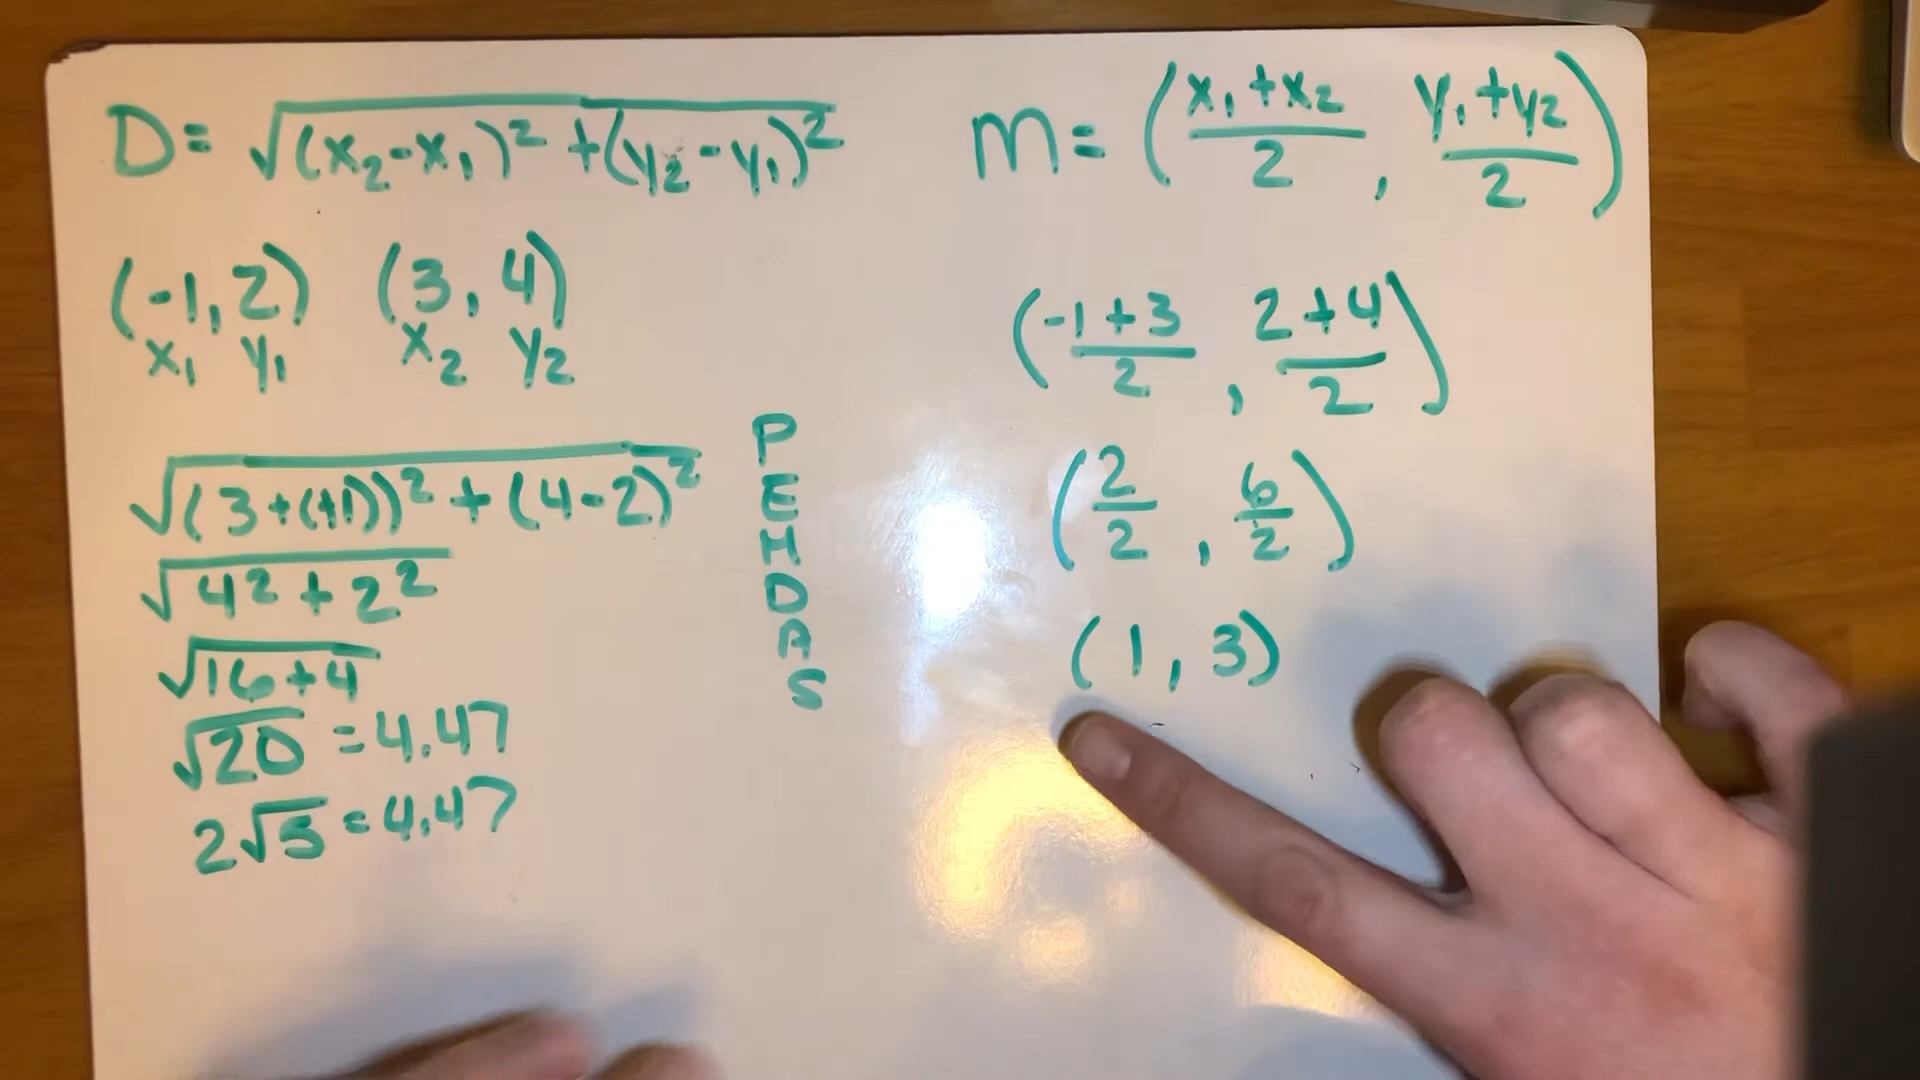 D = √(x₂-x₁)² + (y₂-y₁)²
(-1, 2) (3, 4)
x₁ y₁ x₂ y₂
√(3+(+1))² + (4-2)²
√4² + 2²
√16+4
√20 = 4.47
2√5 = 4.47
P
E
M
D
A
S
M = (x₁+x₂/2, y₁+y₂/2)
(-1+3/2, 2+4/2)
(2/2, 6/2)
(1, 3)